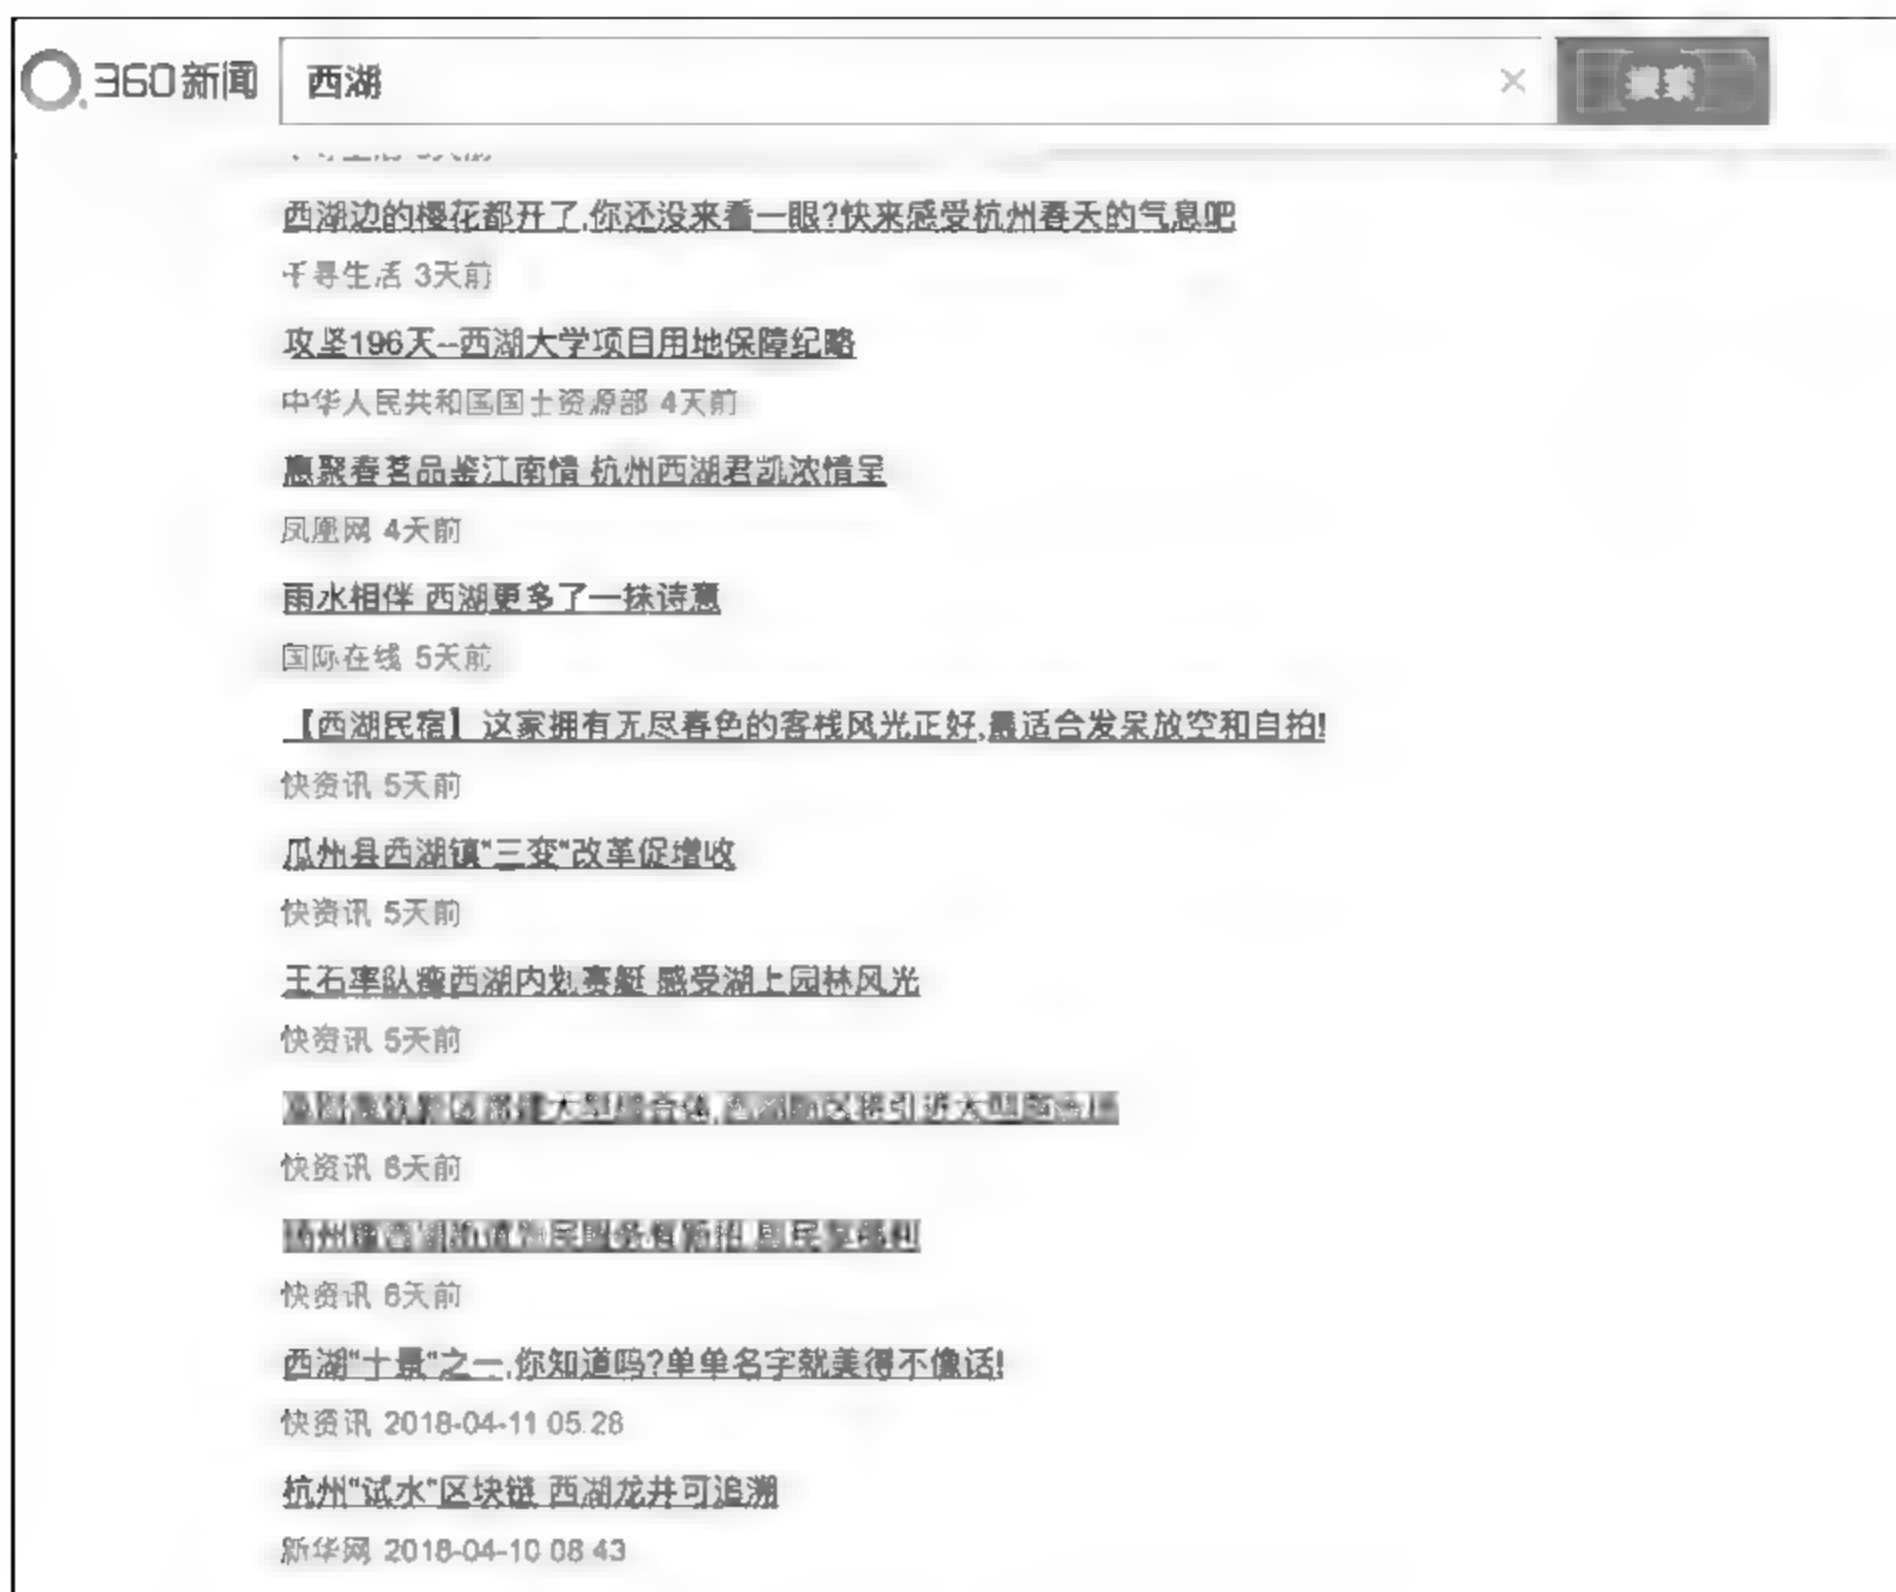 360新闻
西湖
搜索
西湖边的樱花都开了,你还没来看一眼?快来感受杭州春天的气息吧
千寻生活 3天前
攻坚196天--西湖大学项目用地保障纪略
中华人民共和国国土资源部 4天前
惠聚春茗品鉴江南情 杭州西湖君凯浓情呈
凤凰网 4天前
雨水相伴 西湖更多了一抹诗意
国际在线 5天前
【西湖民宿】这家拥有无尽春色的客栈风光正好,最适合发呆放空和自拍!
快资讯 5天前
瓜州县西湖镇"三变"改革促增收
快资讯 5天前
王石率队瘦西湖内划赛艇 感受湖上园林风光
快资讯 5天前
快资讯 6天前
快资讯 6天前
西湖"十景"之一,你知道吗?单单名字就美得不像话!
快资讯 2018-04-11 05:28
杭州"试水"区块链 西湖龙井可追溯
新华网 2018-04-10 08:43